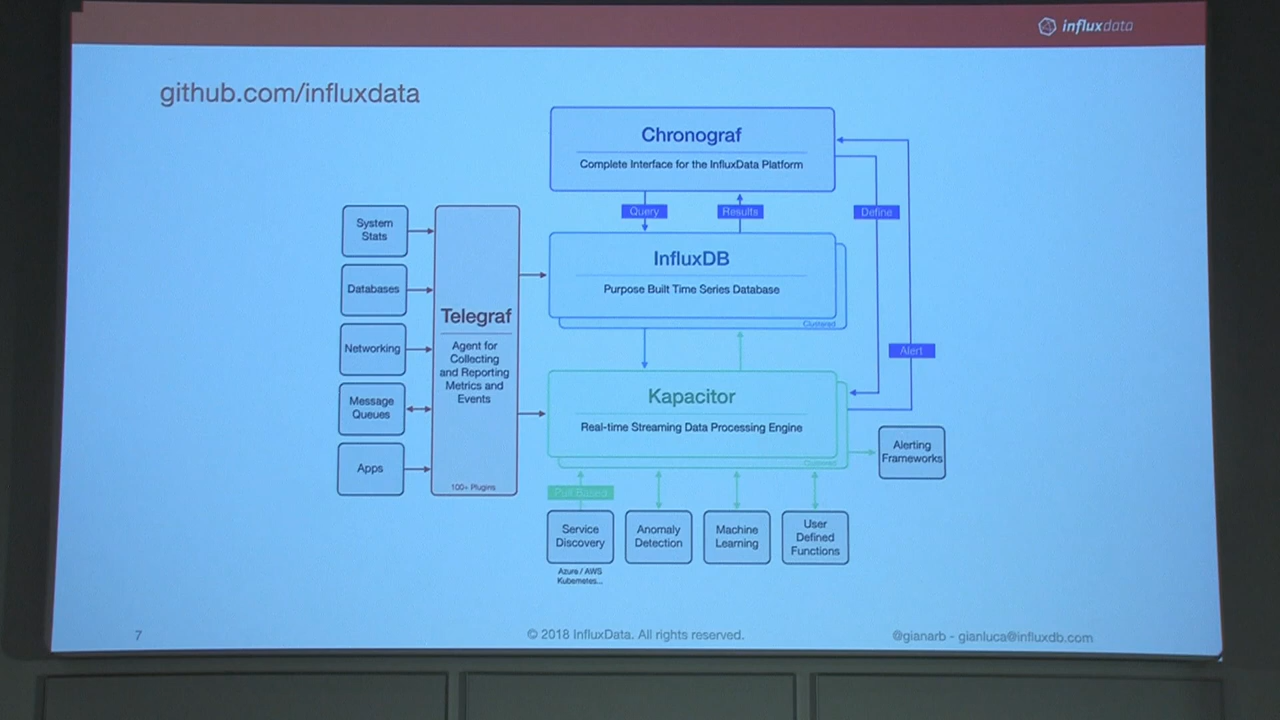 influxdata
github.com/influxdata
Chronograf
Complete Interface for the InfluxData Platform
Query
Results
Define
System
Stats
Databases
Networking
Message
Queues
Apps
Telegraf
Agent for
Collecting
and Reporting
Metrics and
Events
100+ Plugins
InfluxDB
Purpose Built Time Series Database
Clustered
Alert
Kapacitor
Real-time Streaming Data Processing Engine
Clustered
Alerting
Frameworks
Pull Based
Service
Discovery
Azure / AWS
Kubernetes...
Anomaly
Detection
Machine
Learning
User
Defined
Functions
7
© 2018 InfluxData. All rights reserved.
@gianarb - gianluca@influxdb.com